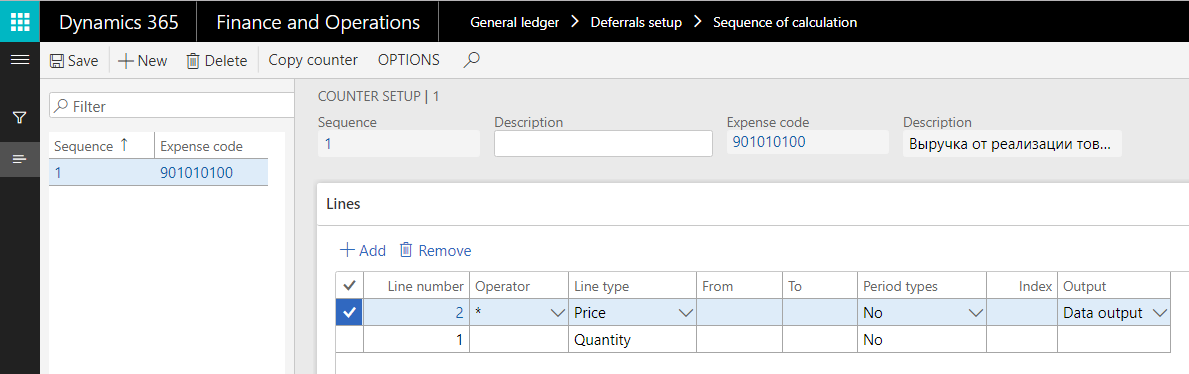 Dynamics 365 Finance and Operations General ledger > Deferrals setup > Sequence of calculation
Save + New Delete Copy counter OPTIONS
Filter
Sequence ↑ Expense code
1 901010100
COUNTER SETUP | 1
Sequence Description Expense code Description
1 901010100 Выручка от реализации тов...
Lines
+ Add Remove
Line number Operator Line type From To Period types Index Output
2 * Price No Data output
1 Quantity No